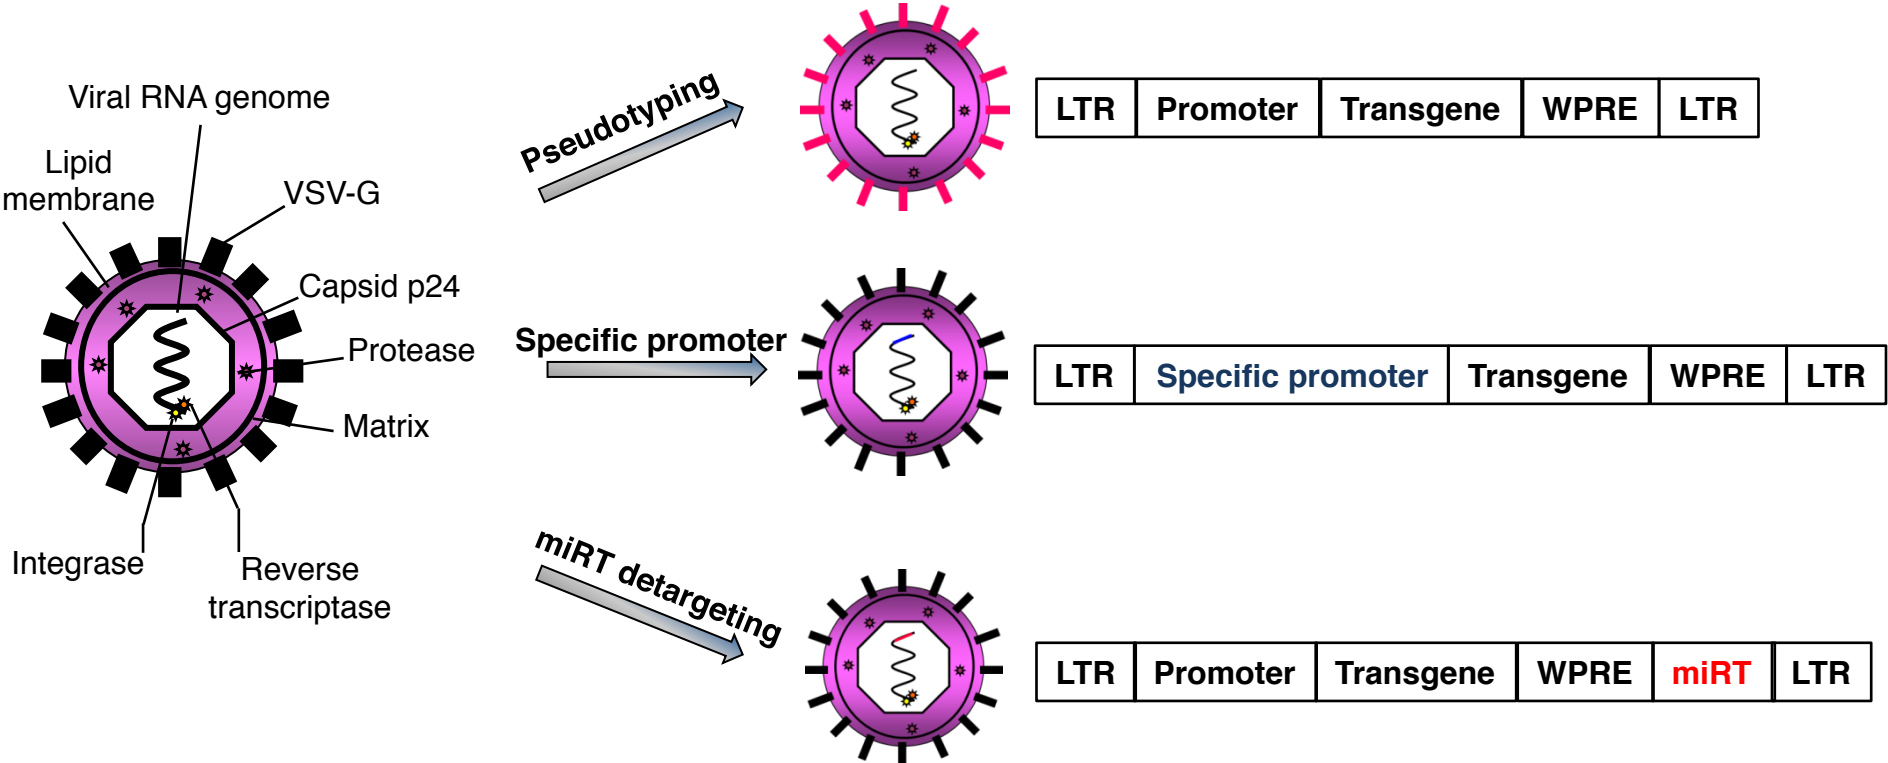 Viral RNA genome
Lipid
membrane
VSV-G
Capsid p24
Protease
Matrix
Integrase
Reverse
transcriptase
Pseudotyping
LTR Promoter Transgene WPRE LTR
Specific promoter
LTR Specific promoter Transgene WPRE LTR
miRT detargeting
LTR Promoter Transgene WPRE miRT LTR